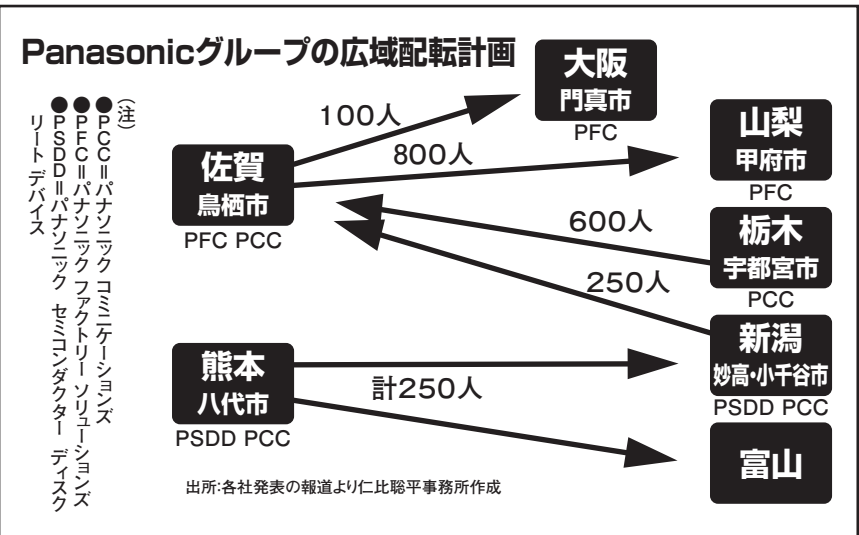 Panasonicグループの広域配転計画
(注)
●PCC＝パナソニック コミニケーションズ
●PFC＝パナソニック ファクトリー ソリューションズ
●PSDD＝パナソニック セミコンダクター ディスク
リート デバイス
大阪
門真市
PFC
100人
800人
山梨
甲府市
PFC
佐賀
鳥栖市
PFC PCC
600人
栃木
宇都宮市
PCC
250人
新潟
妙高・小千谷市
PSDD PCC
熊本
八代市
PSDD PCC
計250人
富山
出所:各社発表の報道より仁比聡平事務所作成